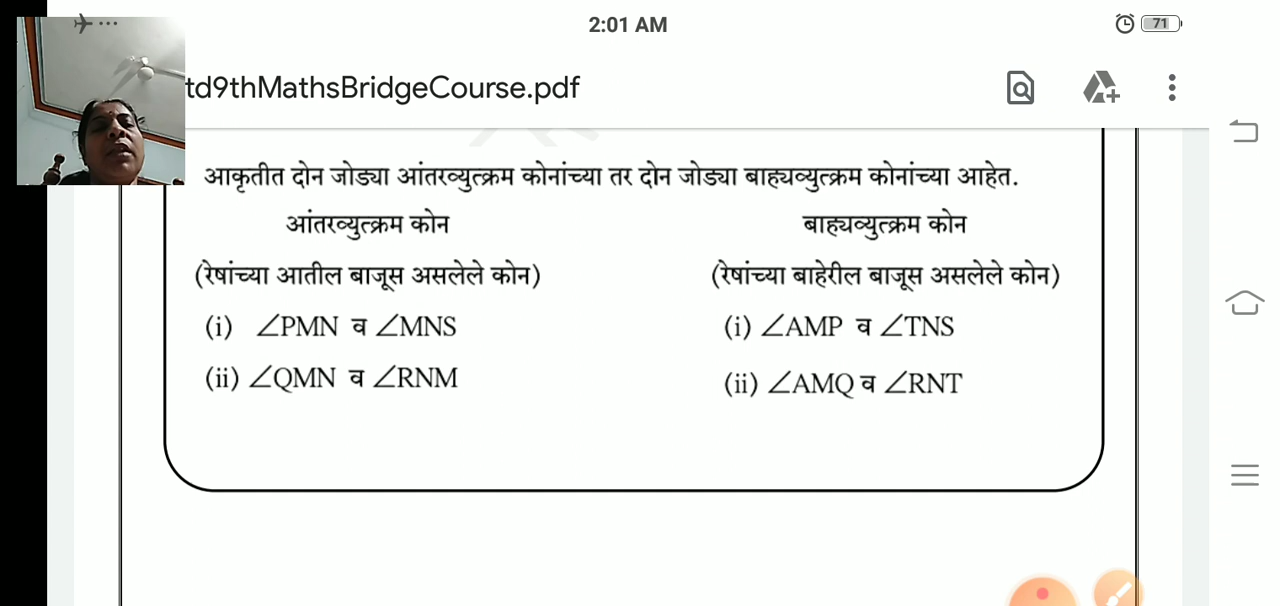 2:01 AM
71
td9thMathsBridgeCourse.pdf
आकृतीत दोन जोड्या आंतरव्युत्क्रम कोनांच्या तर दोन जोड्या बाह्यव्युत्क्रम कोनांच्या आहेत.
आंतरव्युत्क्रम कोन
(रेषांच्या आतील बाजूस असलेले कोन)
(i) ∠PMN व ∠MNS
(ii) ∠QMN व ∠RNM
बाह्यव्युत्क्रम कोन
(रेषांच्या बाहेरील बाजूस असलेले कोन)
(i) ∠AMP व ∠TNS
(ii) ∠AMQ व ∠RNT